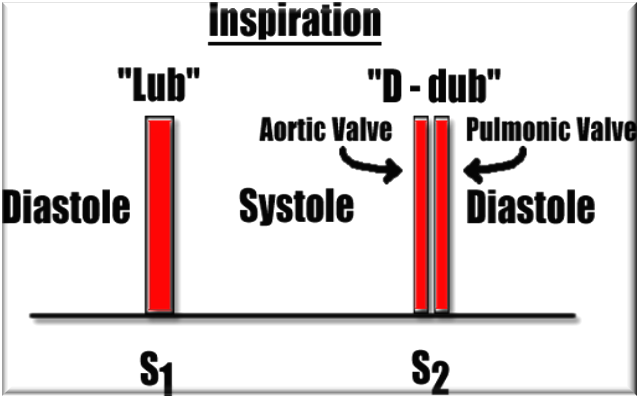 Inspiration
"Lub" "D - dub"
Aortic Valve Pulmonic Valve
Diastole Systole Diastole
S1 S2